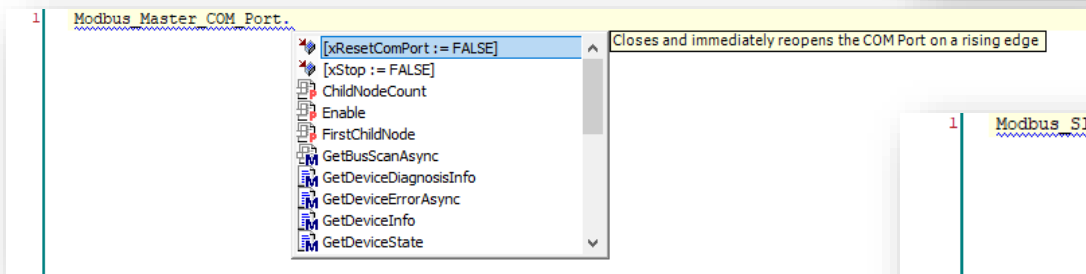 1 Modbus_Master_COM_Port.
[xResetComPort := FALSE]
Closes and immediately reopens the COM Port on a rising edge
[xStop := FALSE]
ChildNodeCount
Enable
FirstChildNode
GetBusScanAsync
GetDeviceDiagnosisInfo
GetDeviceErrorAsync
GetDeviceInfo
GetDeviceState
1 Modbus_Sl